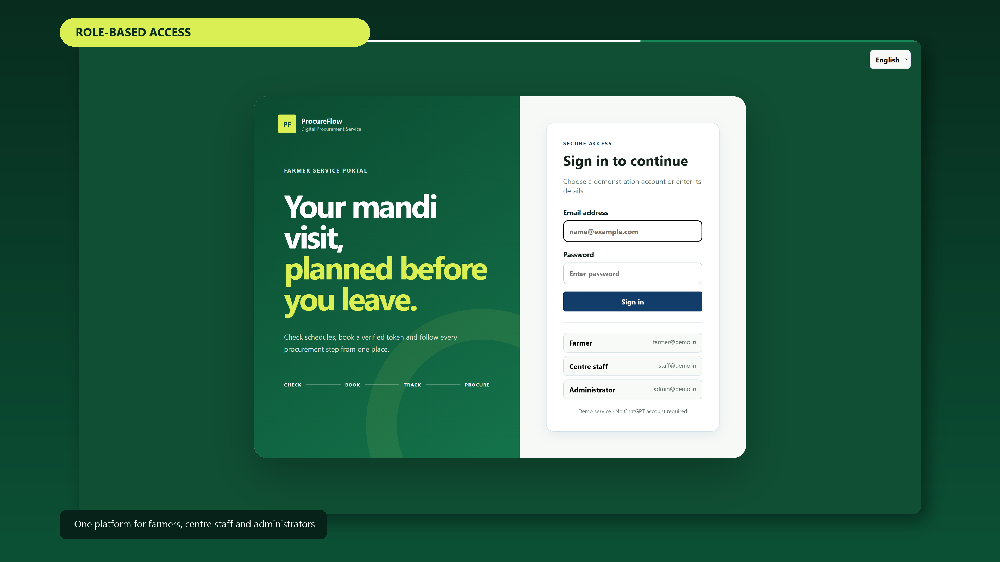 ROLE-BASED ACCESS
English
PF
ProcureFlow
Digital Procurement Service
FARMER SERVICE PORTAL
Your mandi
visit,
planned before
you leave.
Check schedules, book a verified token and follow every
procurement step from one place.
CHECK BOOK TRACK PROCURE
SECURE ACCESS
Sign in to continue
Choose a demonstration account or enter its
details.
Email address
name@example.com
Password
Enter password
Sign in
Farmer farmer@demo.in
Centre staff staff@demo.in
Administrator admin@demo.in
Demo service · No ChatGPT account required
One platform for farmers, centre staff and administrators